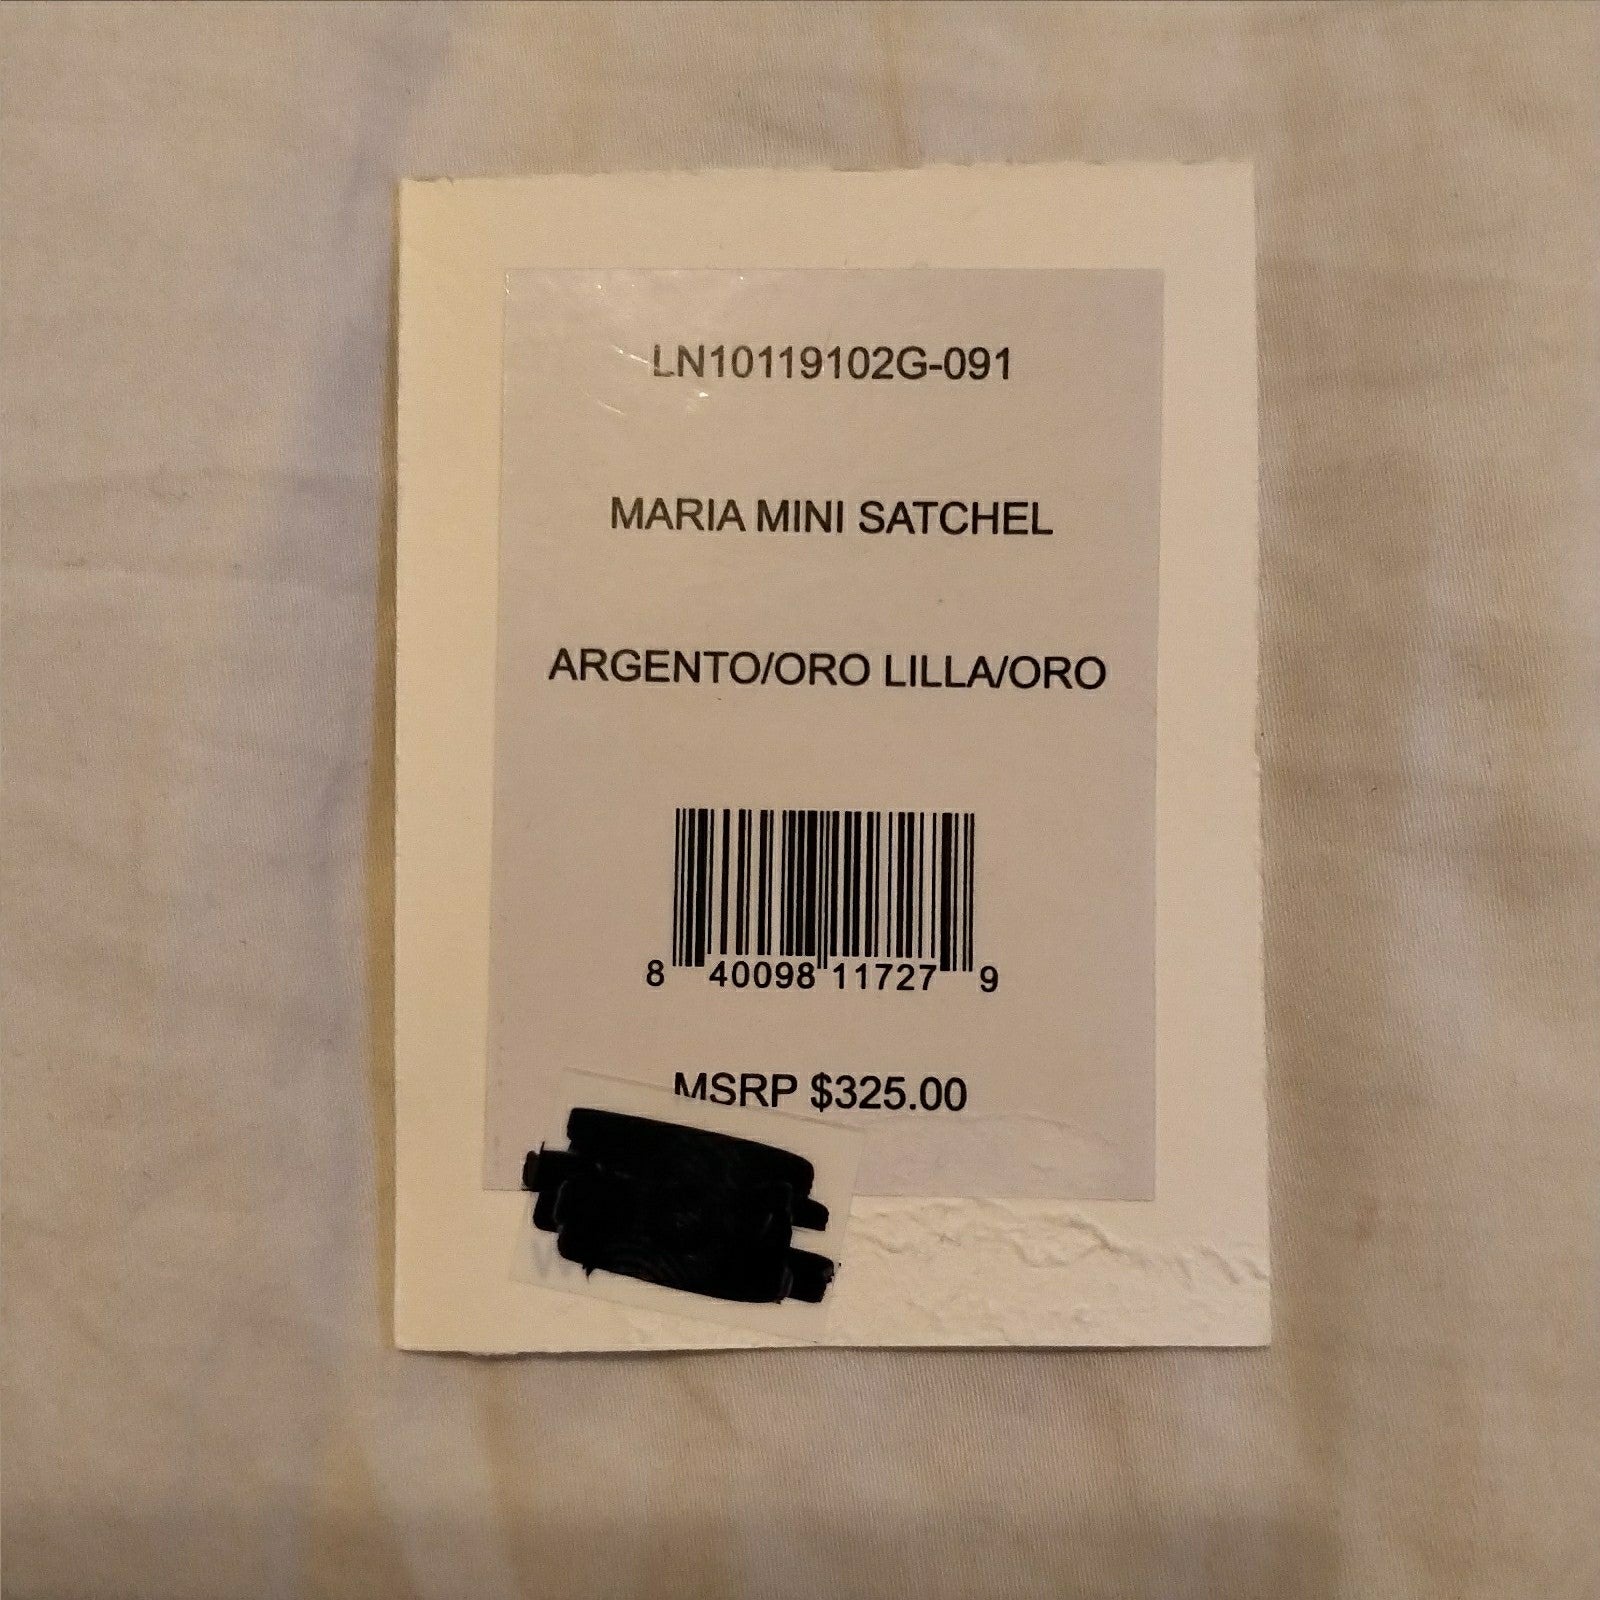 LN10119102G-091
MARIA MINI SATCHEL
ARGENTO/ORO LILLA/ORO
8 40098 11727 9
MSRP $325.00